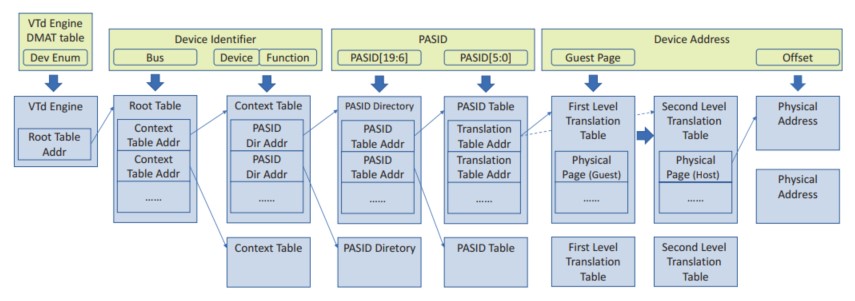 VTd Engine
DMAT table
Dev Enum
Device Identifier
Bus
Device
Function
PASID
PASID[19:6]
PASID[5:0]
Device Address
Guest Page
Offset
VTd Engine
Root Table
Addr
Root Table
Context
Table Addr
Context
Table Addr
......
Context Table
PASID
Dir Addr
PASID
Dir Addr
......
PASID Directory
PASID
Table Addr
PASID
Table Addr
......
PASID Table
Translation
Table Addr
Translation
Table Addr
......
First Level
Translation
Table
Physical
Page (Guest)
......
Second Level
Translation
Table
Physical
Page (Host)
......
Physical
Address
Physical
Address
Context Table
PASID Diretory
PASID Table
First Level
Translation
Table
Second Level
Translation
Table